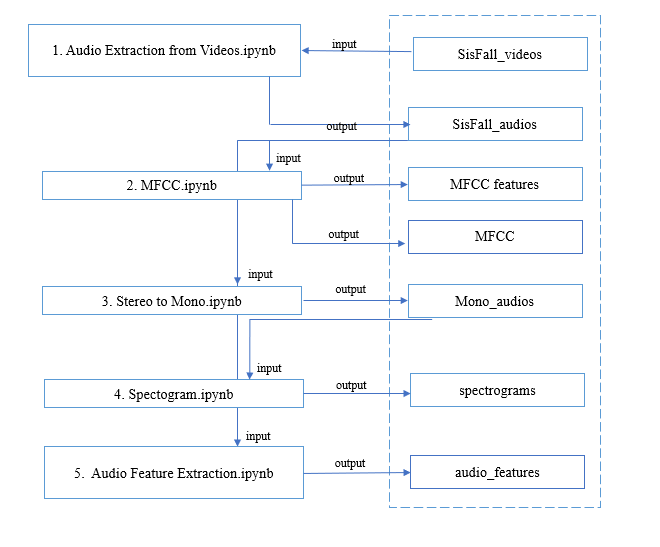 1. Audio Extraction from Videos.ipynb
input
SisFall_videos
output
SisFall_audios
input
2. MFCC.ipynb
output
MFCC features
output
MFCC
input
3. Stereo to Mono.ipynb
output
Mono_audios
input
4. Spectogram.ipynb
output
spectrograms
input
5. Audio Feature Extraction.ipynb
output
audio_features